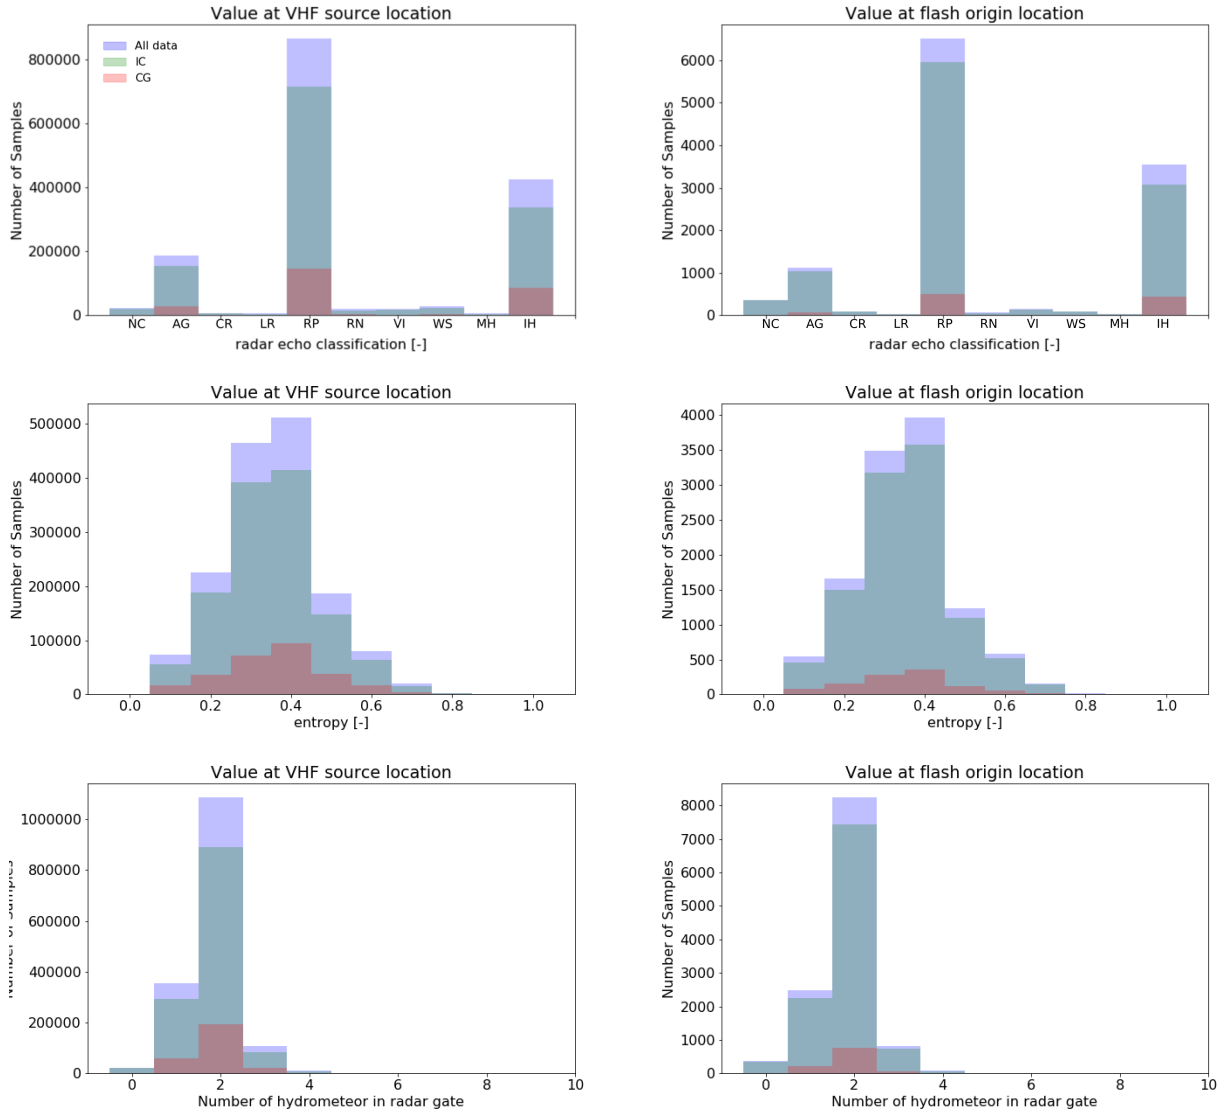 Value at VHF source location
Number of Samples
800000
600000
400000
200000
0
All data
IC
CG
NC AG CR LR RP RN VI WS MH IH
radar echo classification [-]
Value at flash origin location
Number of Samples
6000
5000
4000
3000
2000
1000
0
NC AG CR LR RP RN VI WS MH IH
radar echo classification [-]
Value at VHF source location
Number of Samples
500000
400000
300000
200000
100000
0
0.0 0.2 0.4 0.6 0.8 1.0
entropy [-]
Value at flash origin location
Number of Samples
4000
3500
3000
2500
2000
1500
1000
500
0
0.0 0.2 0.4 0.6 0.8 1.0
entropy [-]
Value at VHF source location
Number of Samples
1000000
800000
600000
400000
200000
0
0 2 4 6 8 10
Number of hydrometeor in radar gate
Value at flash origin location
Number of Samples
8000
7000
6000
5000
4000
3000
2000
1000
0
0 2 4 6 8 10
Number of hydrometeor in radar gate